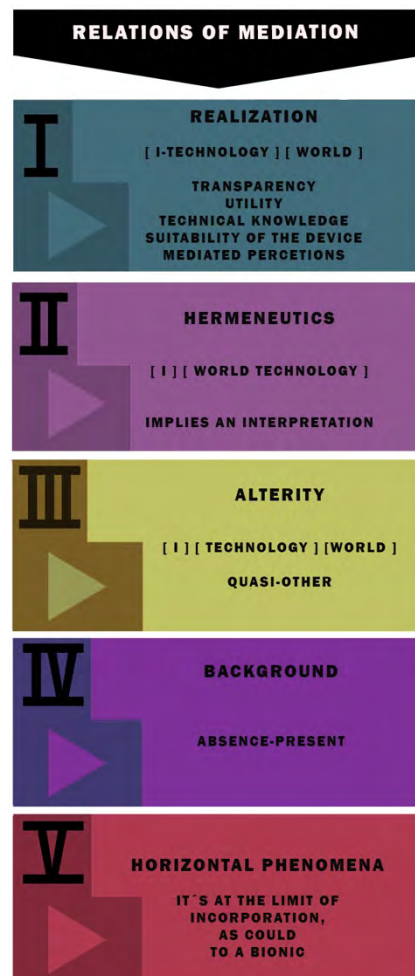 RELATIONS OF MEDIATION
I
REALIZATION
[ I-TECHNOLOGY ] [ WORLD ]
TRANSPARENCY
UTILITY
TECHNICAL KNOWLEDGE
SUITABILITY OF THE DEVICE
MEDIATED PERCETIONS
II
HERMENEUTICS
[ I ] [ WORLD TECHNOLOGY ]
IMPLIES AN INTERPRETATION
III
ALTERITY
[ I ] [ TECHNOLOGY ] [WORLD ]
QUASI-OTHER
IV
BACKGROUND
ABSENCE-PRESENT
V
HORIZONTAL PHENOMENA
IT´S AT THE LIMIT OF
INCORPORATION,
AS COULD
TO A BIONIC